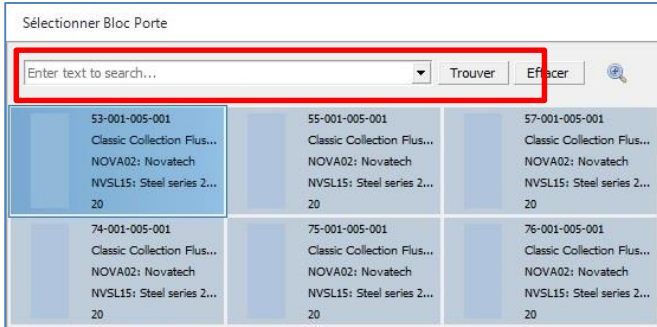 Sélectionner Bloc Porte
Enter text to search... Trouver Effacer
53-001-005-001 55-001-005-001 57-001-005-001
Classic Collection Flus... Classic Collection Flus... Classic Collection Flus...
NOVA02: Novatech NOVA02: Novatech NOVA02: Novatech
NVSL15: Steel series 2... NVSL15: Steel series 2... NVSL15: Steel series 2...
20 20 20
74-001-005-001 75-001-005-001 76-001-005-001
Classic Collection Flus... Classic Collection Flus... Classic Collection Flus...
NOVA02: Novatech NOVA02: Novatech NOVA02: Novatech
NVSL15: Steel series 2... NVSL15: Steel series 2... NVSL15: Steel series 2...
20 20 20